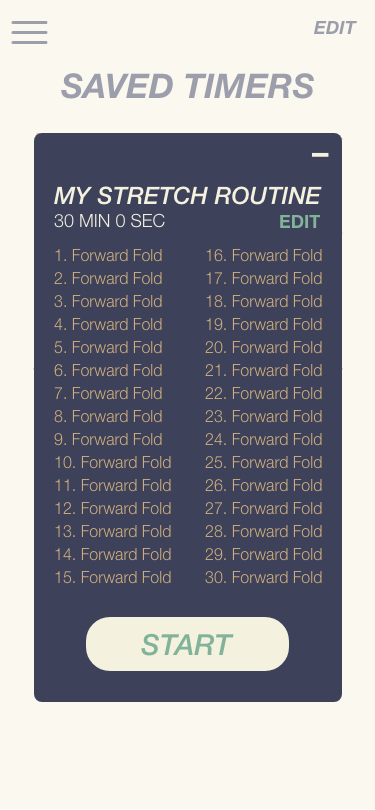 EDIT
SAVED TIMERS
MY STRETCH ROUTINE
30 MIN 0 SEC
EDIT
1. Forward Fold
2. Forward Fold
3. Forward Fold
4. Forward Fold
5. Forward Fold
6. Forward Fold
7. Forward Fold
8. Forward Fold
9. Forward Fold
10. Forward Fold
11. Forward Fold
12. Forward Fold
13. Forward Fold
14. Forward Fold
15. Forward Fold
16. Forward Fold
17. Forward Fold
18. Forward Fold
19. Forward Fold
20. Forward Fold
21. Forward Fold
22. Forward Fold
23. Forward Fold
24. Forward Fold
25. Forward Fold
26. Forward Fold
27. Forward Fold
28. Forward Fold
29. Forward Fold
30. Forward Fold
START